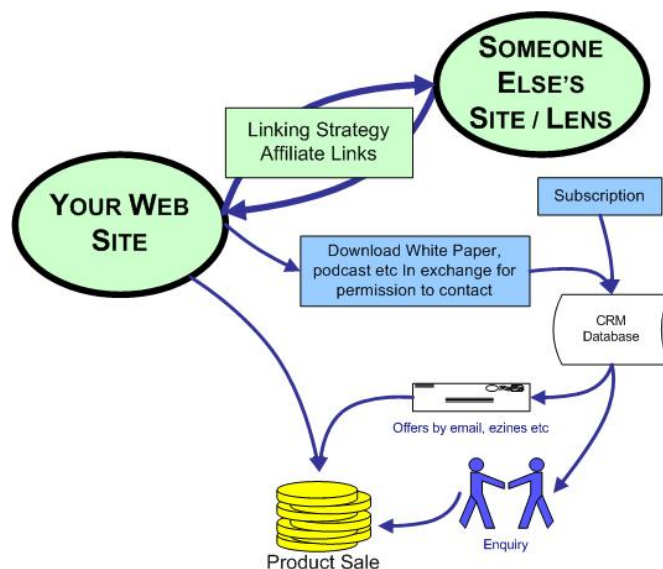 SOMEONE
ELSE'S
SITE / LENS
Linking Strategy
Affiliate Links
YOUR WEB
SITE
Subscription
Download White Paper,
podcast etc In exchange for
permission to contact
CRM
Database
Offers by email, ezines etc
Enquiry
Product Sale